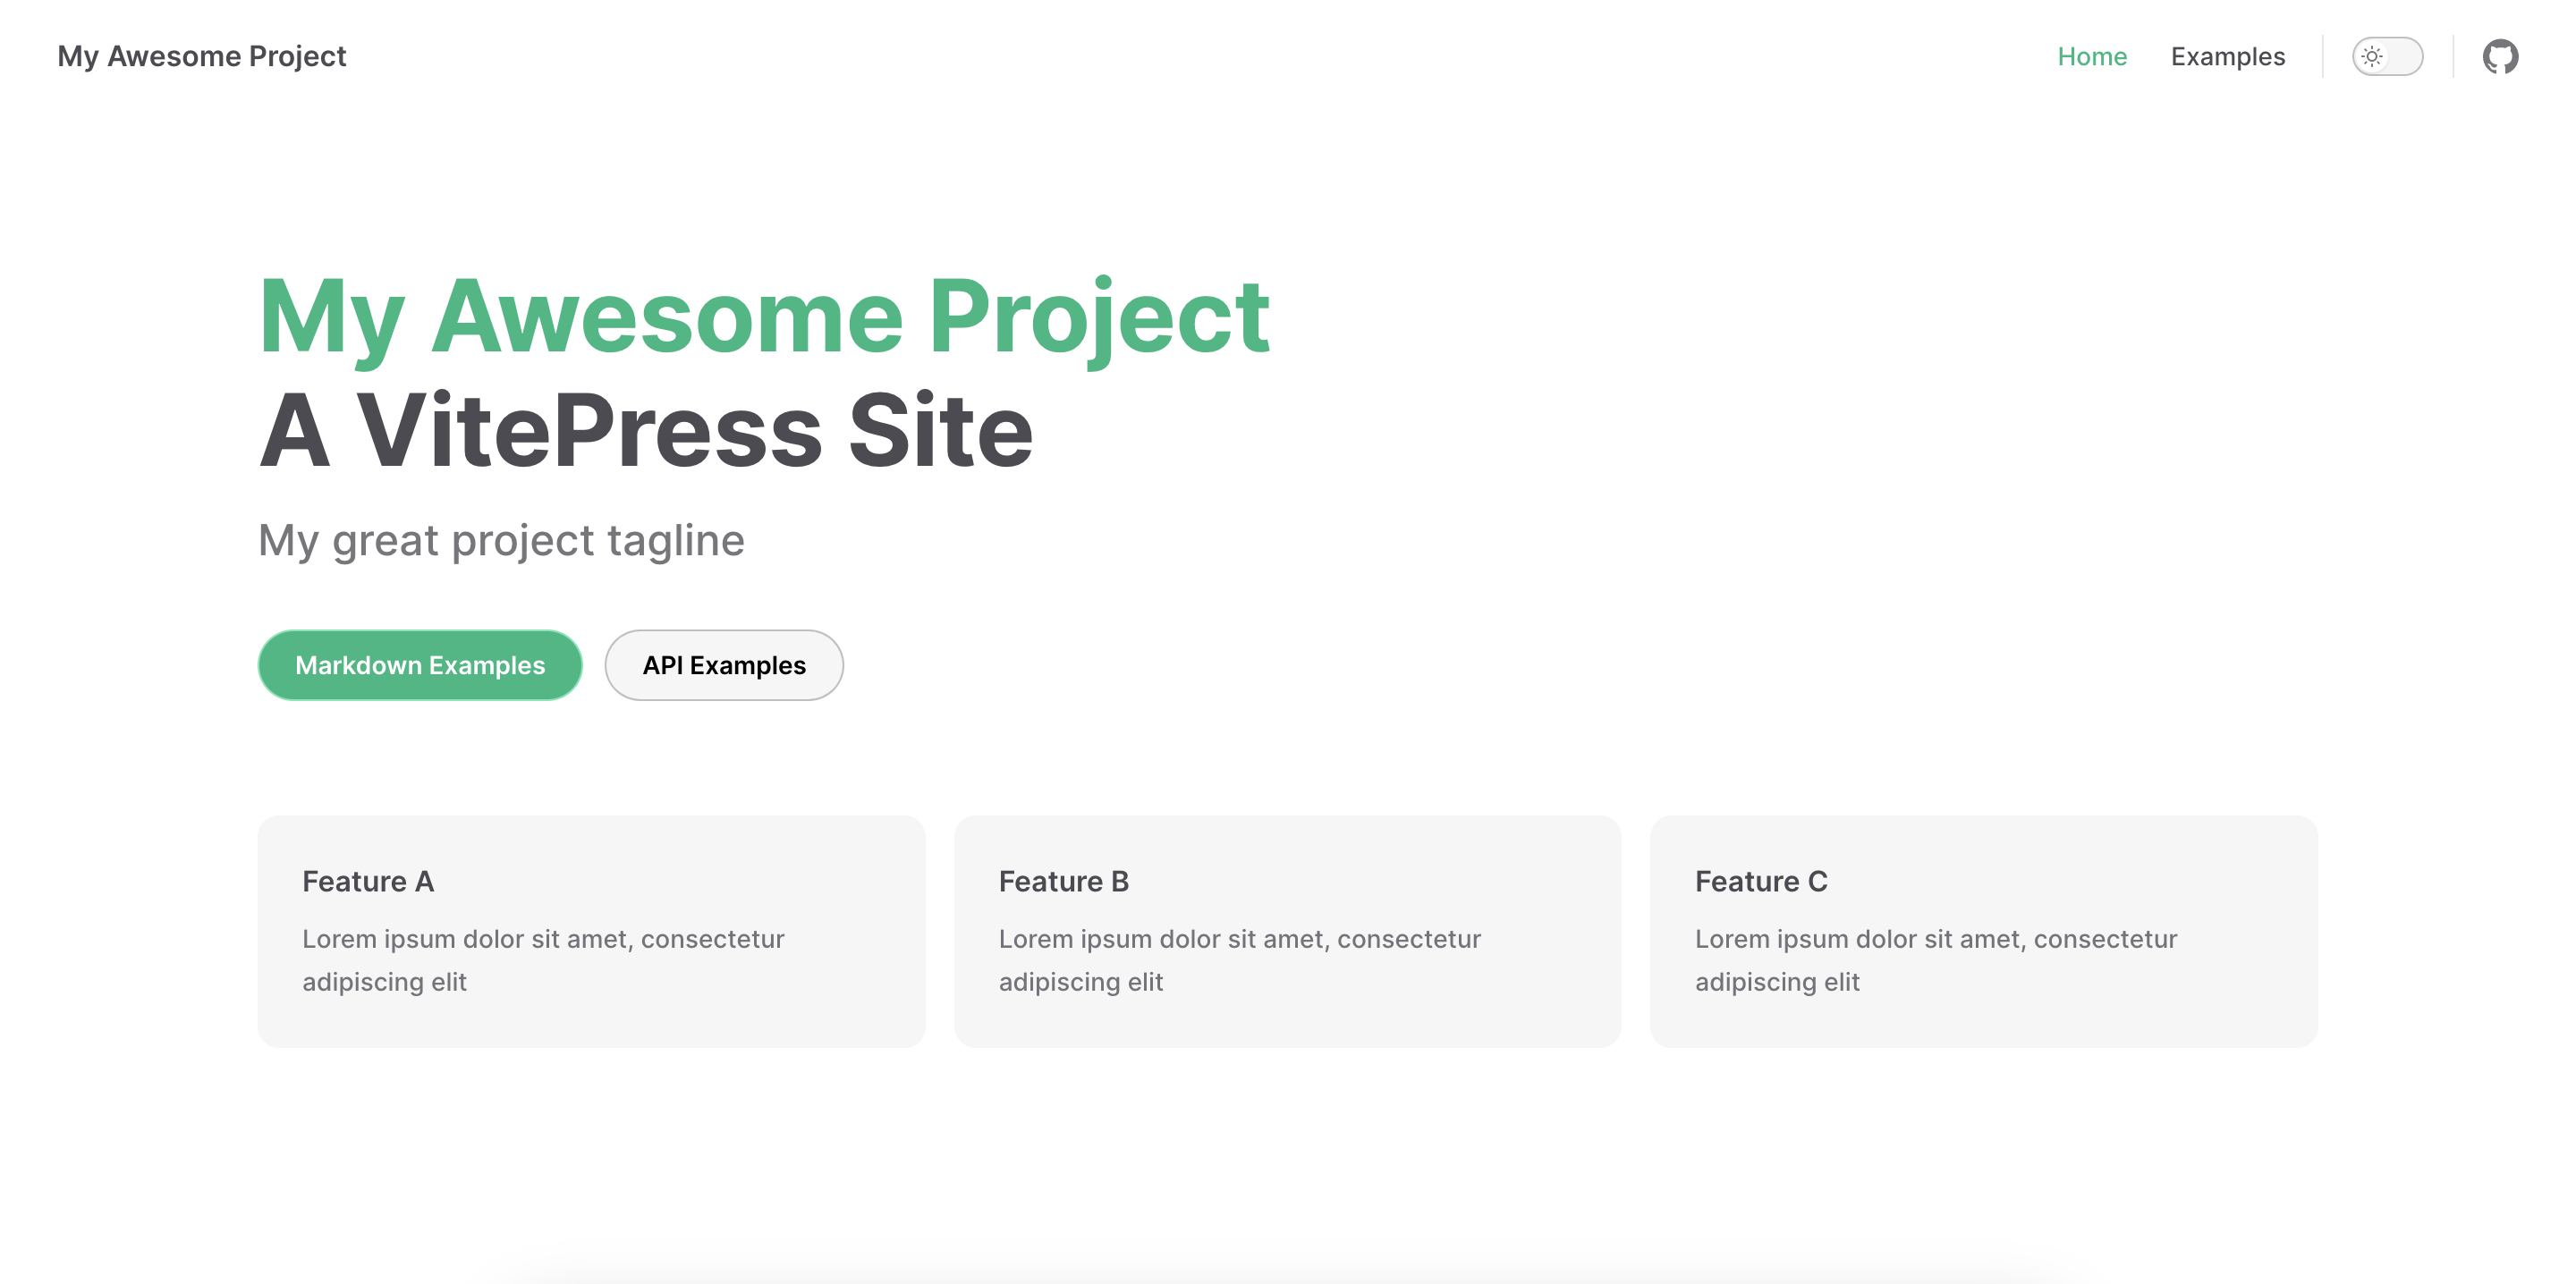 My Awesome Project
Home
Examples
My Awesome Project
A VitePress Site
My great project tagline
Markdown Examples
API Examples
Feature A
Lorem ipsum dolor sit amet, consectetur
adipiscing elit
Feature B
Lorem ipsum dolor sit amet, consectetur
adipiscing elit
Feature C
Lorem ipsum dolor sit amet, consectetur
adipiscing elit